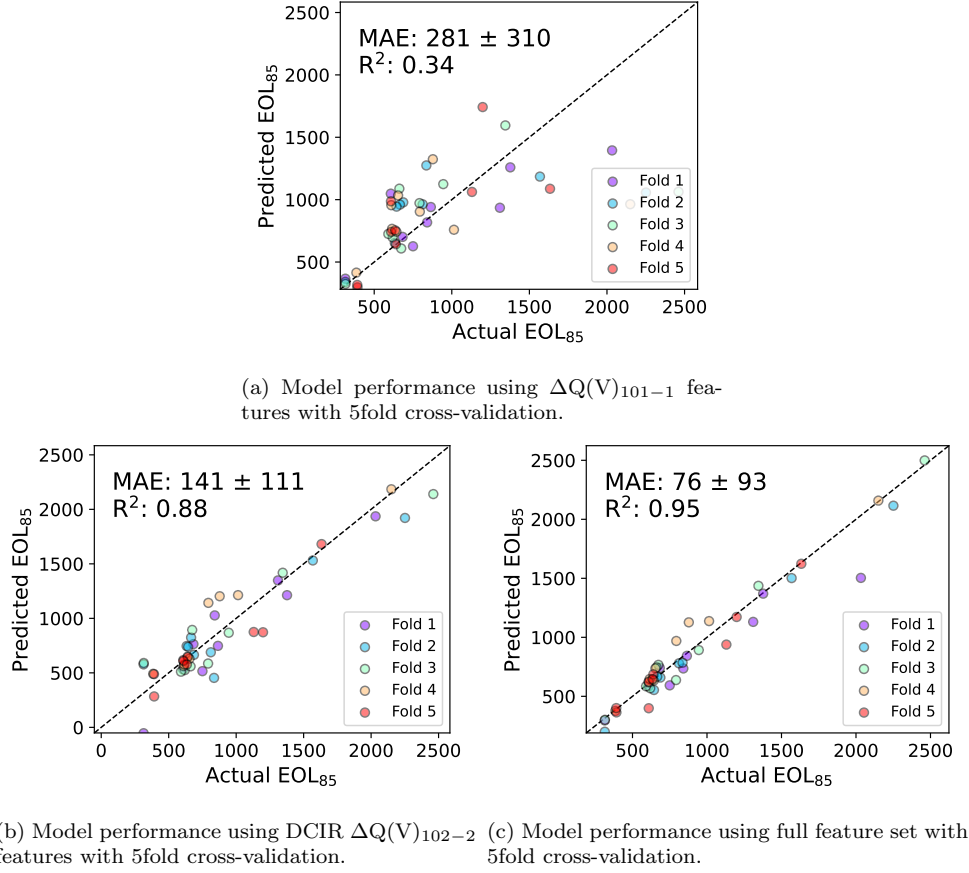 2500
2000
1500
1000
500
Predicted EOL85
MAE: 281 ± 310
R2: 0.34
Fold 1
Fold 2
Fold 3
Fold 4
Fold 5
500 1000 1500 2000 2500
Actual EOL85
(a) Model performance using ΔQ(V)101−1 fea-
tures with 5fold cross-validation.
2500
2000
1500
1000
500
0
Predicted EOL85
MAE: 141 ± 111
R2: 0.88
Fold 1
Fold 2
Fold 3
Fold 4
Fold 5
0 500 1000 1500 2000 2500
Actual EOL85
(b) Model performance using DCIR ΔQ(V)102−2
features with 5fold cross-validation.
2500
2000
1500
1000
500
Predicted EOL85
MAE: 76 ± 93
R2: 0.95
Fold 1
Fold 2
Fold 3
Fold 4
Fold 5
500 1000 1500 2000 2500
Actual EOL85
(c) Model performance using full feature set with
5fold cross-validation.